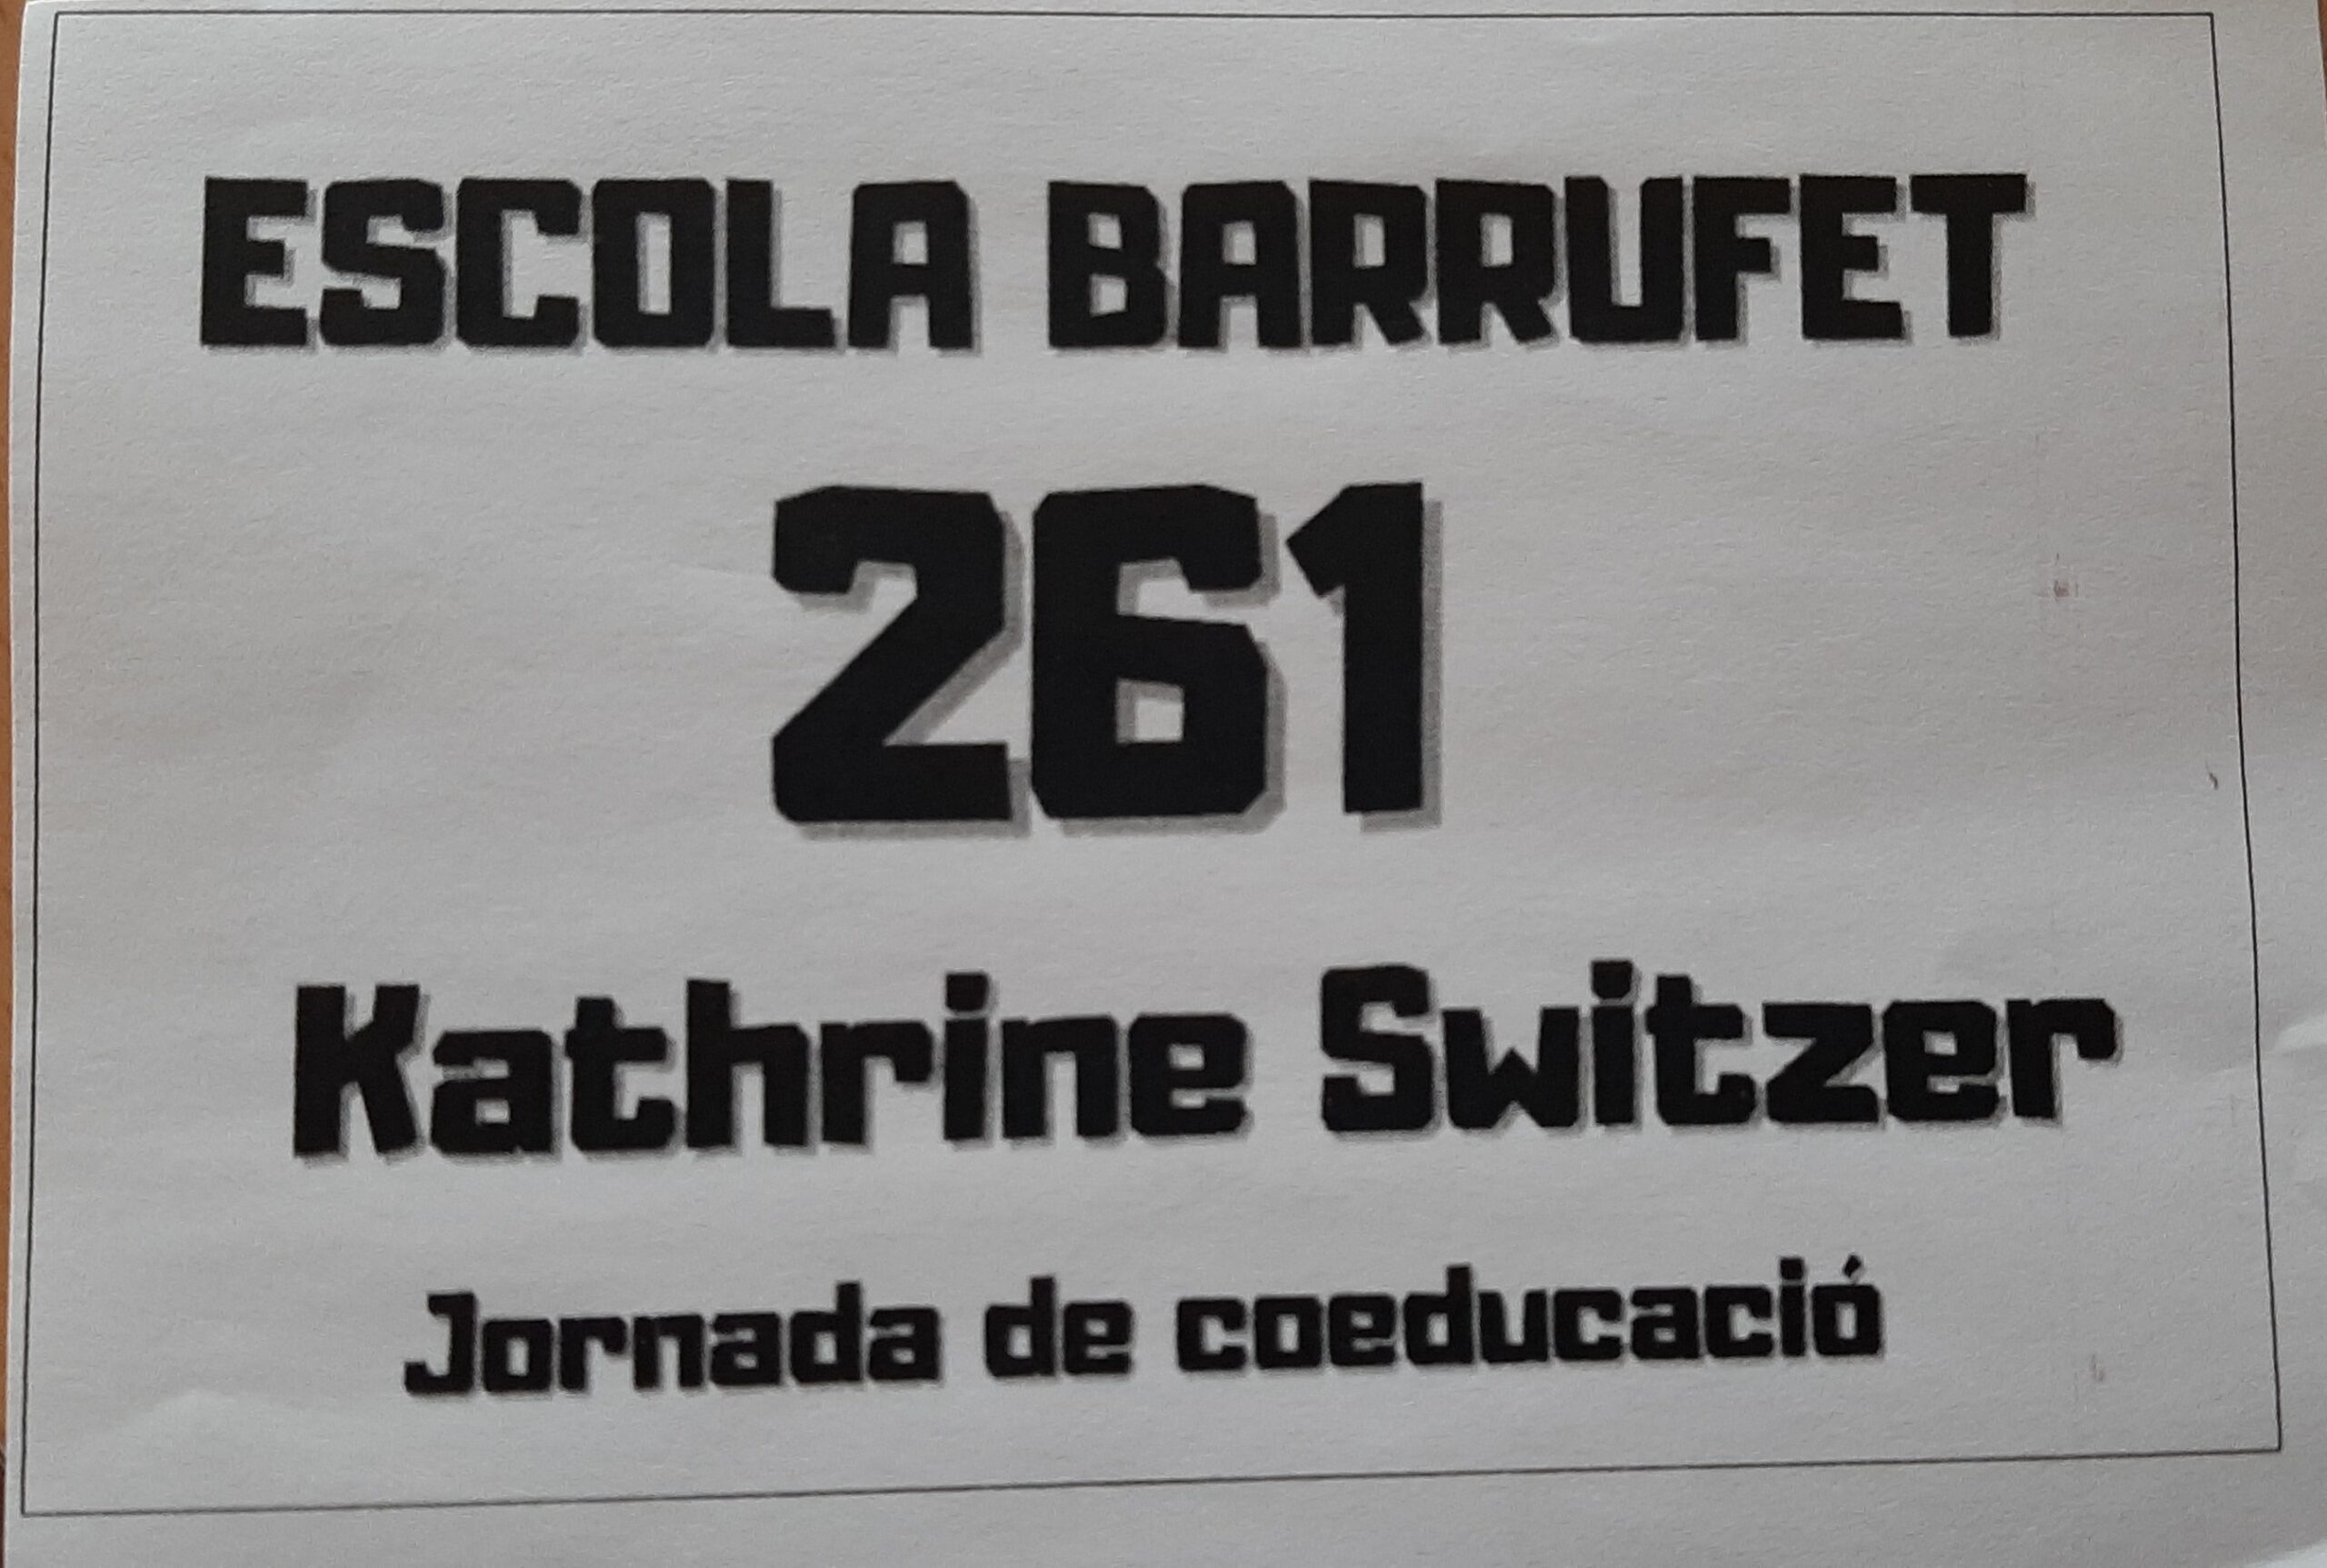 ESCOLA BARRUFET
261
Kathrine Switzer
Jornada de coeducació